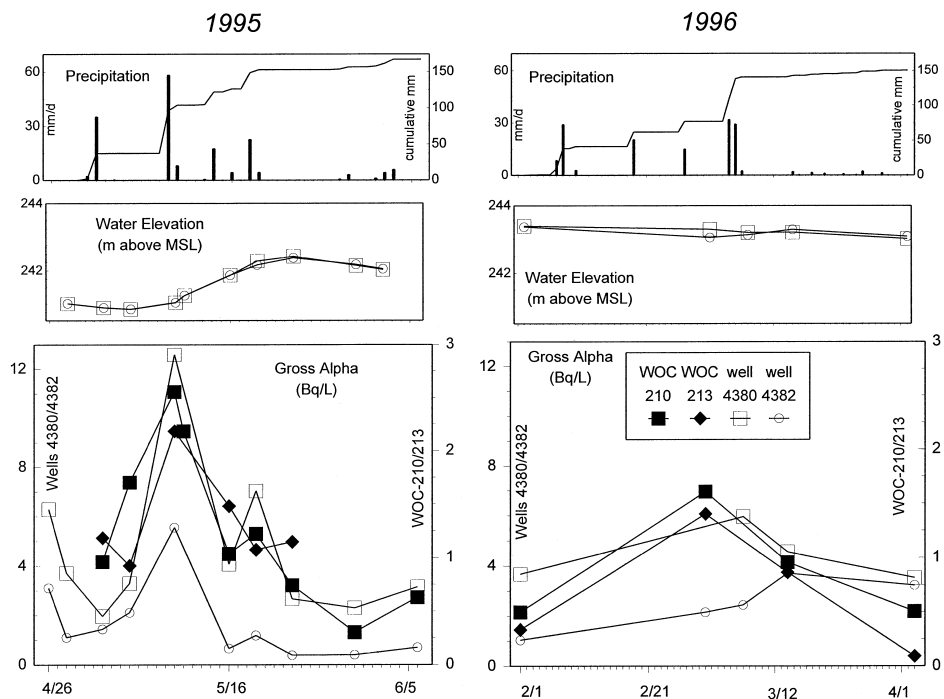 1995
1996
Precipitation
60
30
0
mm/d
150
100
50
0
cumulative mm
Precipitation
60
30
0
mm/d
150
100
50
0
cumulative mm
244
242
Water Elevation
(m above MSL)
244
242
Water Elevation
(m above MSL)
12
8
4
0
Wells 4380/4382
Gross Alpha
(Bq/L)
3
2
1
0
WOC-210/213
4/26
5/16
6/5
12
8
4
0
Wells 4380/4382
Gross Alpha
(Bq/L)
WOC WOC well well
210 213 4380 4382
3
2
1
0
WOC-210/213
2/1
2/21
3/12
4/1